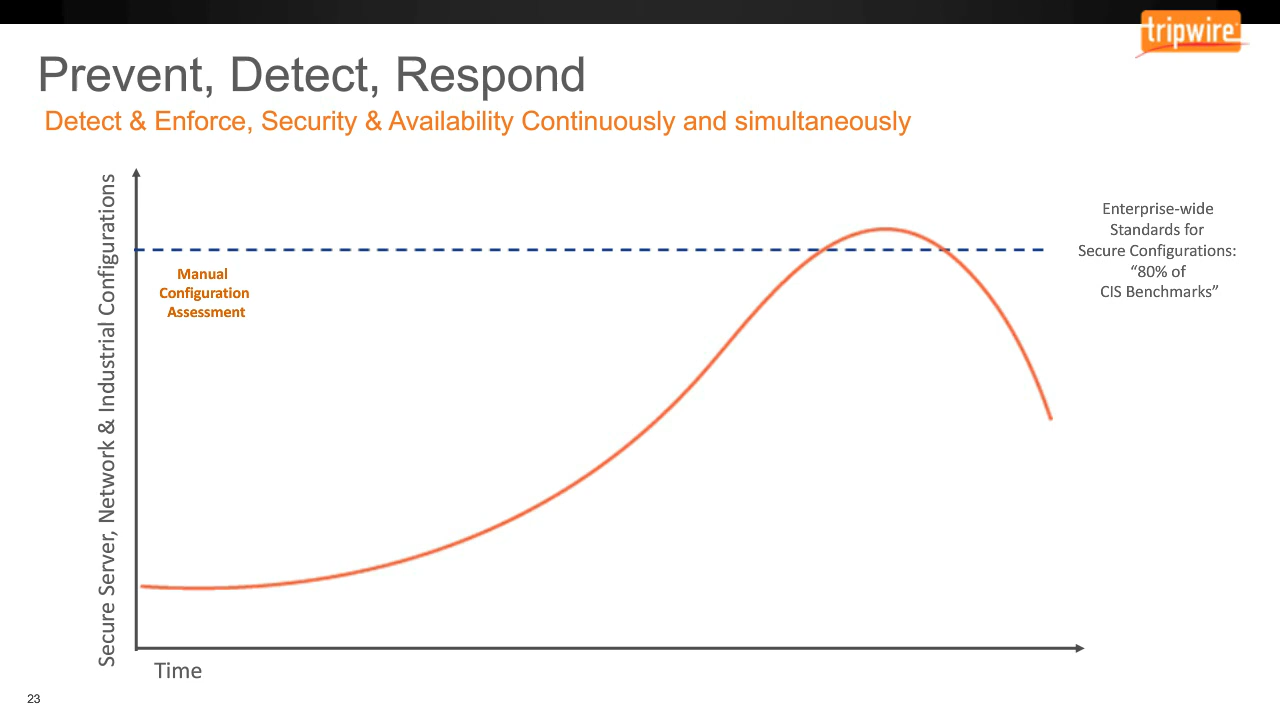 tripwire
Prevent, Detect, Respond
Detect & Enforce, Security & Availability Continuously and simultaneously
Secure Server, Network & Industrial Configurations
Manual
Configuration
Assessment
Enterprise-wide
Standards for
Secure Configurations:
“80% of
CIS Benchmarks”
Time
23